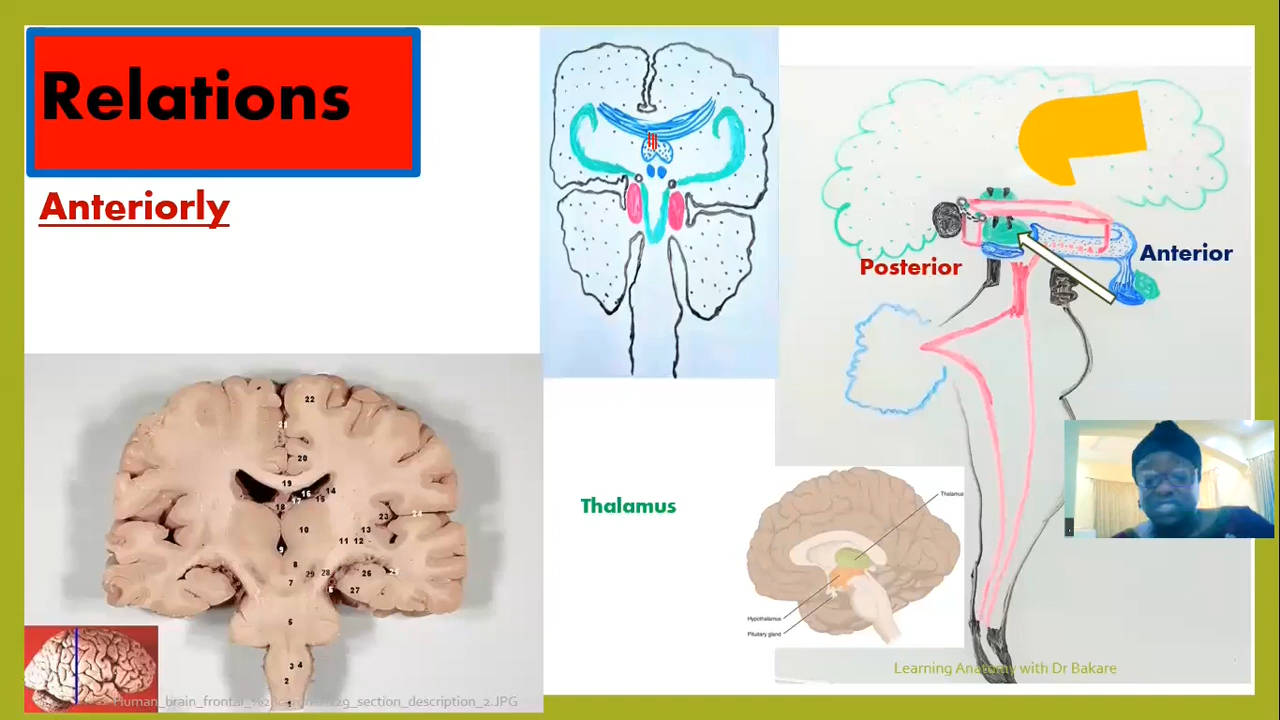 Relations
Anteriorly
Posterior
Anterior
22
21
20
19
16
14
17
15
18
10
23
24
13
11 12
9
8
29 28 26 25
7
6 27
5
3 4
2
Thalamus
Thalamus
Hypothalamus
Pituitary gland
Learning Anatomy with Dr Bakare